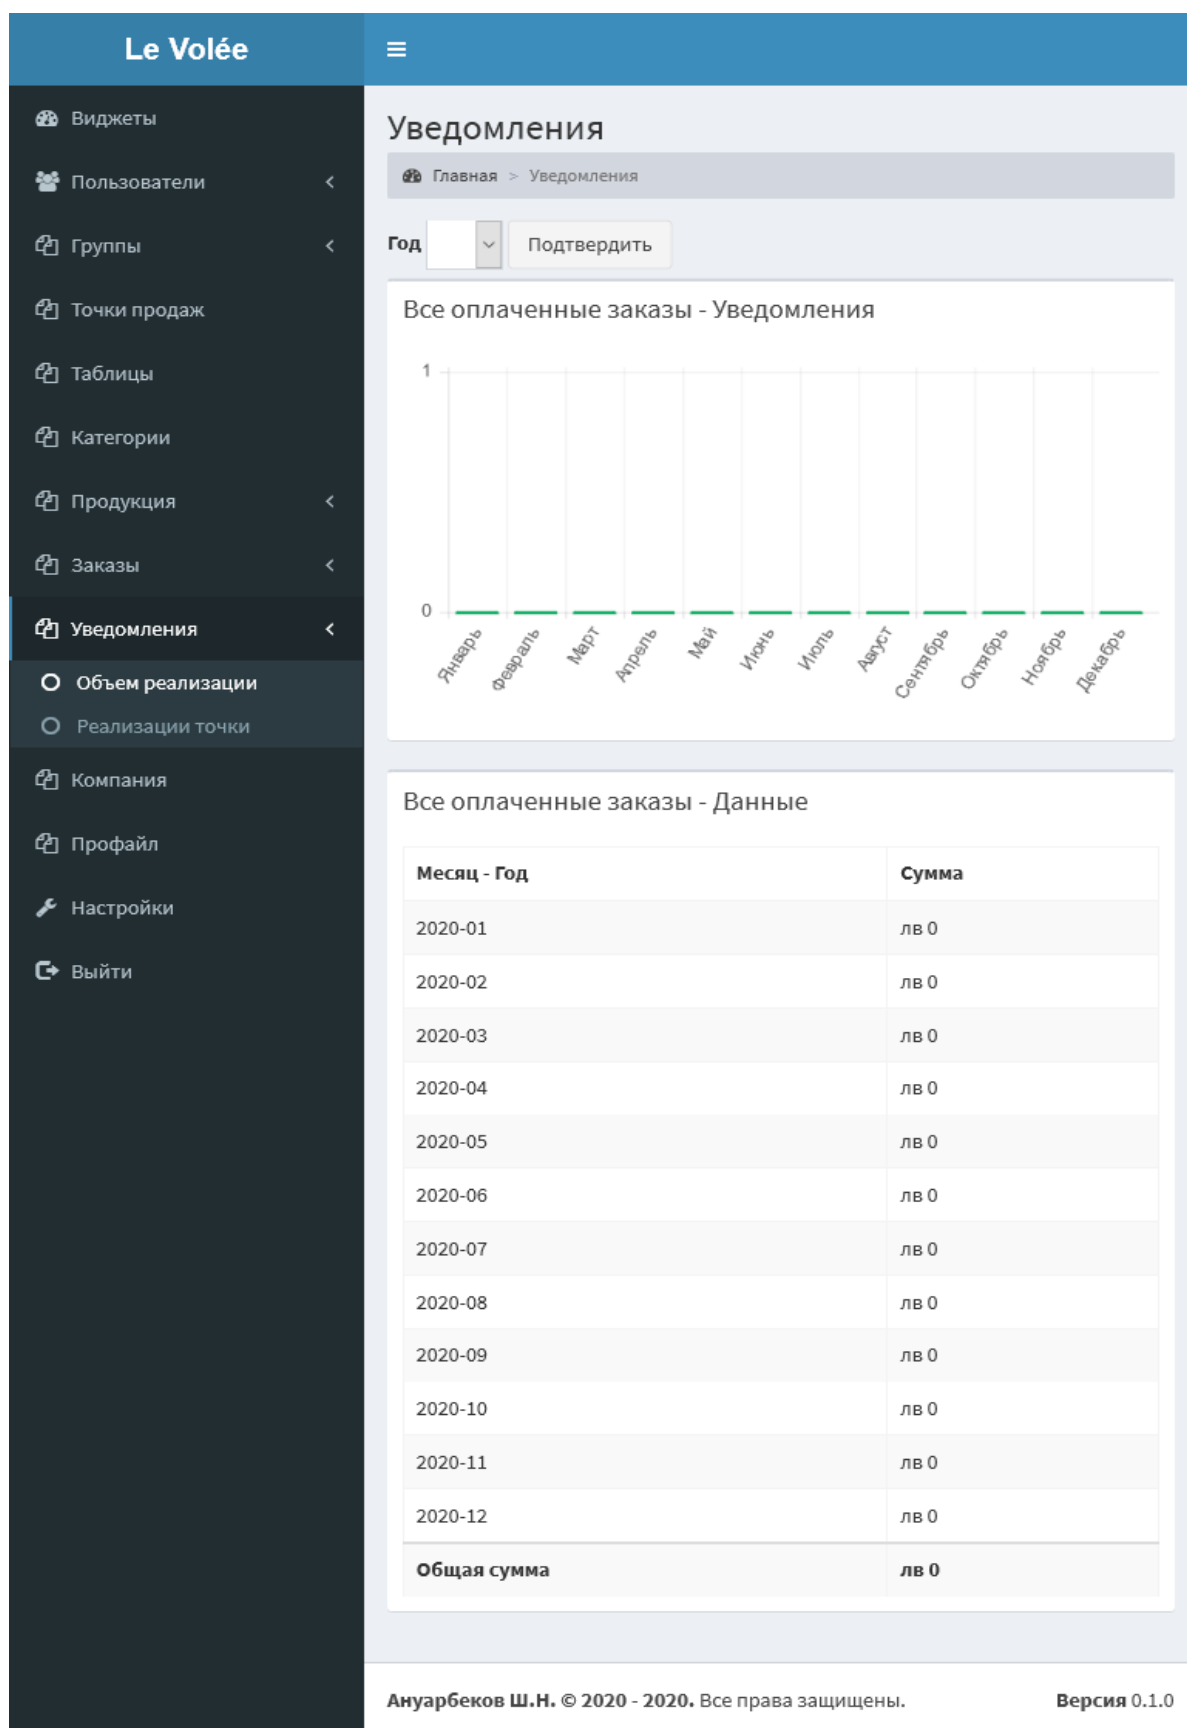 Le Volée
Виджеты
Пользователи
Группы
Точки продаж
Таблицы
Категории
Продукция
Заказы
Уведомления
Объем реализации
Реализации точки
Компания
Профайл
Настройки
Выйти
Уведомления
Главная > Уведомления
Год Подтвердить
Все оплаченные заказы - Уведомления
1
0
Январь Февраль Март Апрель Май Июнь Июль Август Сентябрь Октябрь Ноябрь Декабрь
Все оплаченные заказы - Данные
Месяц - Год Сумма
2020-01 лв 0
2020-02 лв 0
2020-03 лв 0
2020-04 лв 0
2020-05 лв 0
2020-06 лв 0
2020-07 лв 0
2020-08 лв 0
2020-09 лв 0
2020-10 лв 0
2020-11 лв 0
2020-12 лв 0
Общая сумма лв 0
Ануарбеков Ш.Н. © 2020 - 2020. Все права защищены. Версия 0.1.0